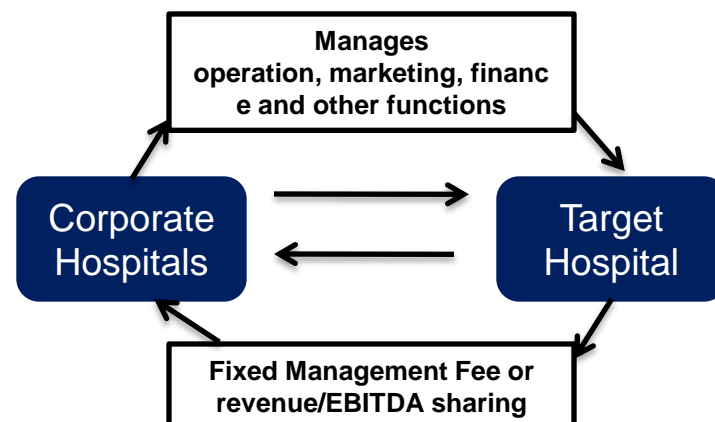 Manages
operation, marketing, financ
e and other functions
Corporate
Hospitals
Target
Hospital
Fixed Management Fee or
revenue/EBITDA sharing